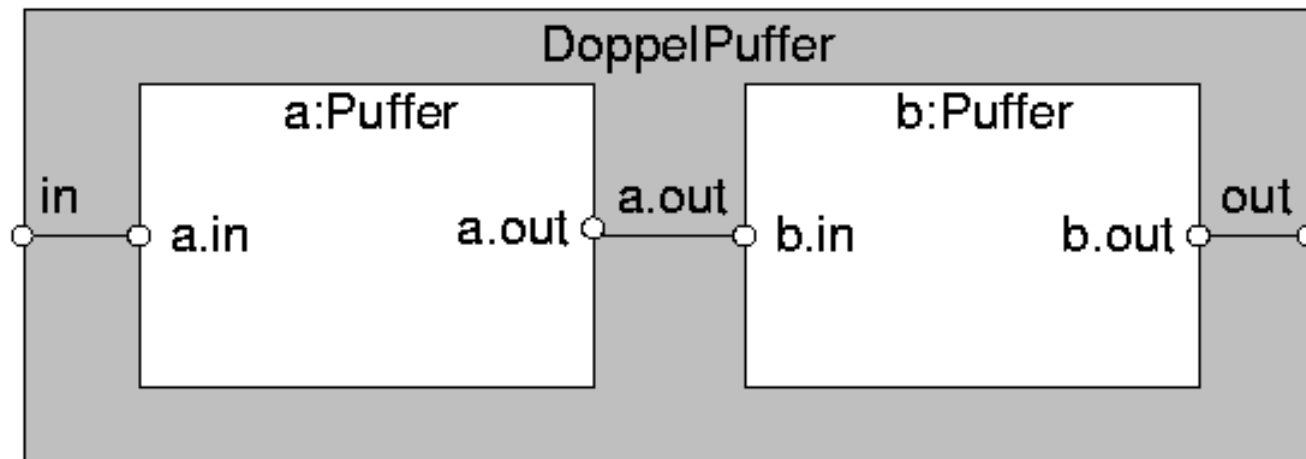 DoppelPuffer
a:Puffer
b:Puffer
in
a.in
a.out
a.out
b.in
b.out
out